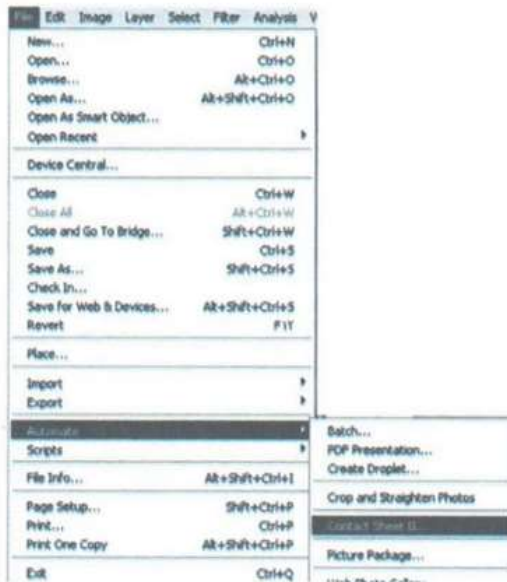 File Edit Image Layer Select Filter Analysis V
New... Ctrl+N
Open... Ctrl+O
Browse... Alt+Ctrl+O
Open As... Alt+Shift+Ctrl+O
Open As Smart Object...
Open Recent
Device Central...
Close Ctrl+W
Close All Alt+Ctrl+W
Close and Go To Bridge... Shift+Ctrl+W
Save Ctrl+S
Save As... Shift+Ctrl+S
Check In...
Save for Web & Devices... Alt+Shift+Ctrl+S
Revert F۱۲
Place...
Import
Export
Automate
Scripts
File Info... Alt+Shift+Ctrl+I
Page Setup... Shift+Ctrl+P
Print... Ctrl+P
Print One Copy Alt+Shift+Ctrl+P
Exit Ctrl+Q
Batch...
PDF Presentation...
Create Droplet...
Crop and Straighten Photos
Contact Sheet II...
Picture Package...
Web Photo Gallery...